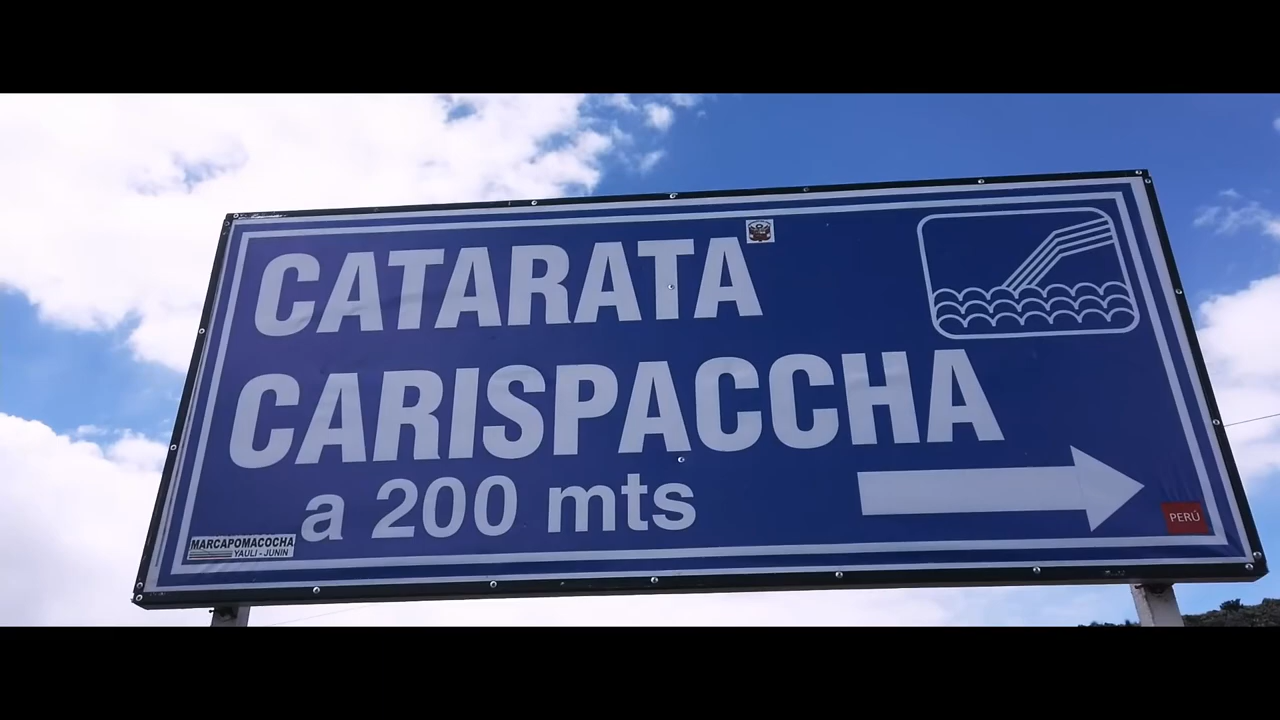 CATARATA
CARISPACCHA
a 200 mts
MARCAPOMACOCHA
YAULI - JUNIN
PERÚ